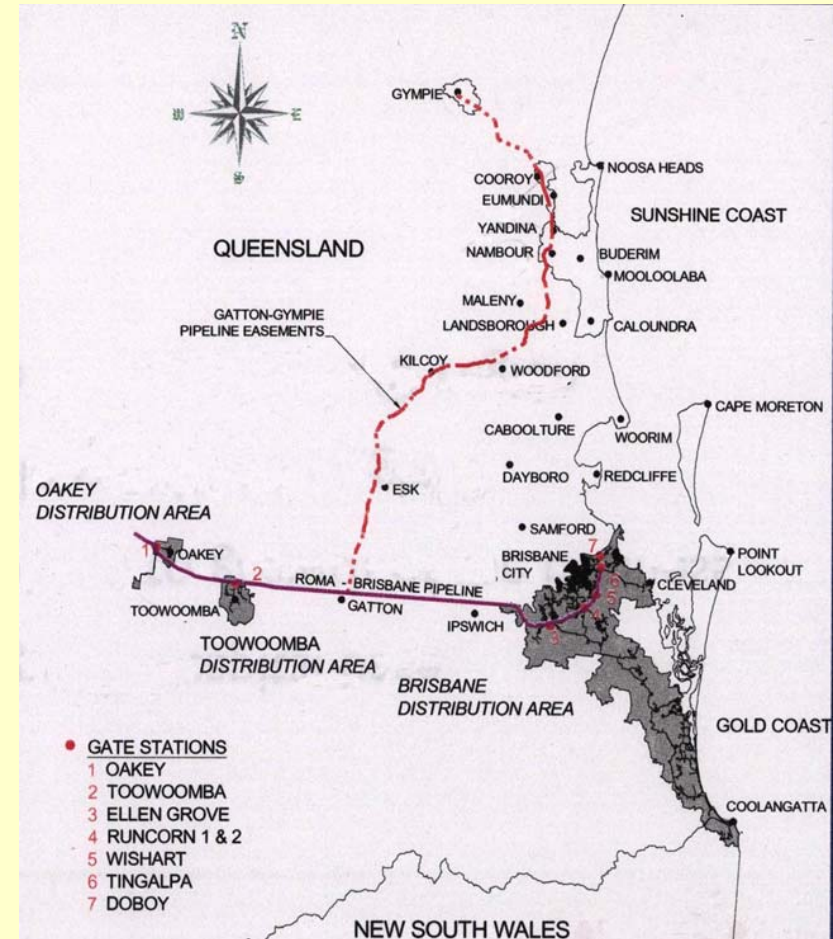 N
W
E
S
GYMPIE
NOOSA HEADS
COOROY
EUMUNDI
SUNSHINE COAST
YANDINA
QUEENSLAND
NAMBOUR
BUDERIM
MOOLOOLABA
MALENY
GATTON-GYMPIE
PIPELINE EASEMENTS
LANDSBOROUGH
CALOUNDRA
KILCOY
WOODFORD
CAPE MORETON
CABOOLTURE
WOORIM
DAYBORO
REDCLIFFE
ESK
OAKEY
DISTRIBUTION AREA
SAMFORD
7
BRISBANE
CITY
POINT
LOOKOUT
1
OAKEY
2
ROMA - BRISBANE PIPELINE
6
CLEVELAND
5
TOOWOOMBA
GATTON
IPSWICH
4
3
TOOWOOMBA
DISTRIBUTION AREA
BRISBANE
DISTRIBUTION AREA
GOLD COAST
GATE STATIONS
1 OAKEY
2 TOOWOOMBA
3 ELLEN GROVE
4 RUNCORN 1 & 2
5 WISHART
6 TINGALPA
7 DOBOY
COOLANGATTA
NEW SOUTH WALES